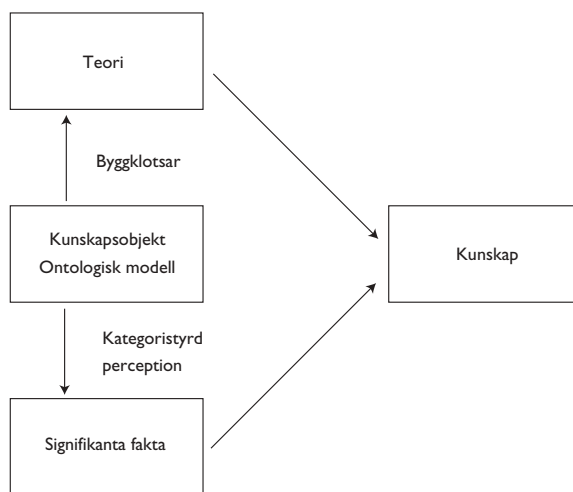 Teori
Byggklotsar
Kunskapsobjekt
Ontologisk modell
Kunskap
Kategoristyrd
perception
Signifikanta fakta